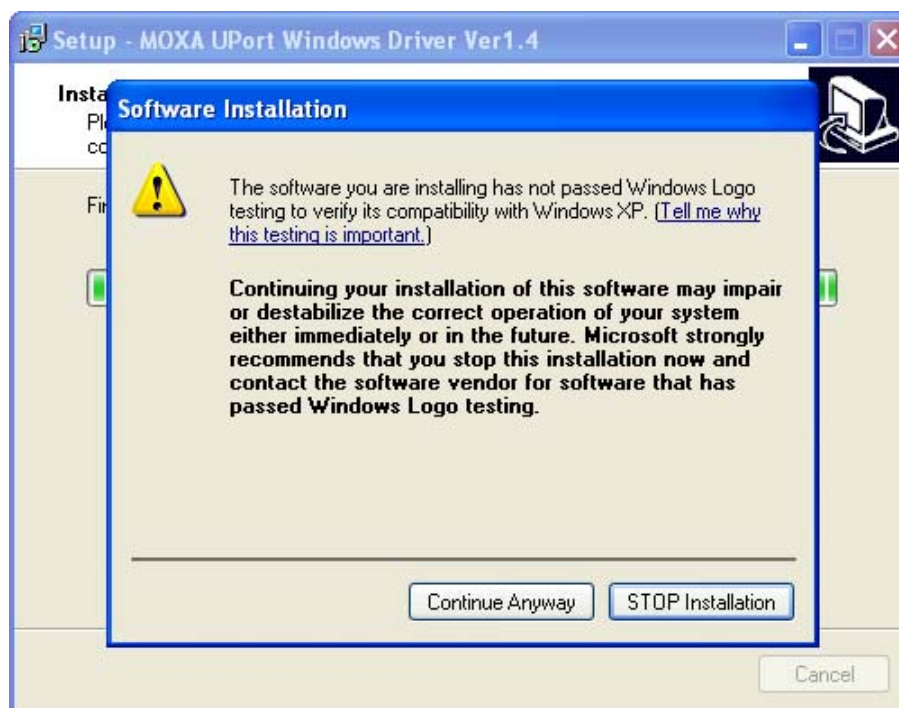 Setup - MOXA UPort Windows Driver Ver1.4
Software Installation
The software you are installing has not passed Windows Logo
testing to verify its compatibility with Windows XP. (Tell me why
this testing is important.)
Continuing your installation of this software may impair
or destabilize the correct operation of your system
either immediately or in the future. Microsoft strongly
recommends that you stop this installation now and
contact the software vendor for software that has
passed Windows Logo testing.
Continue Anyway
STOP Installation
Cancel